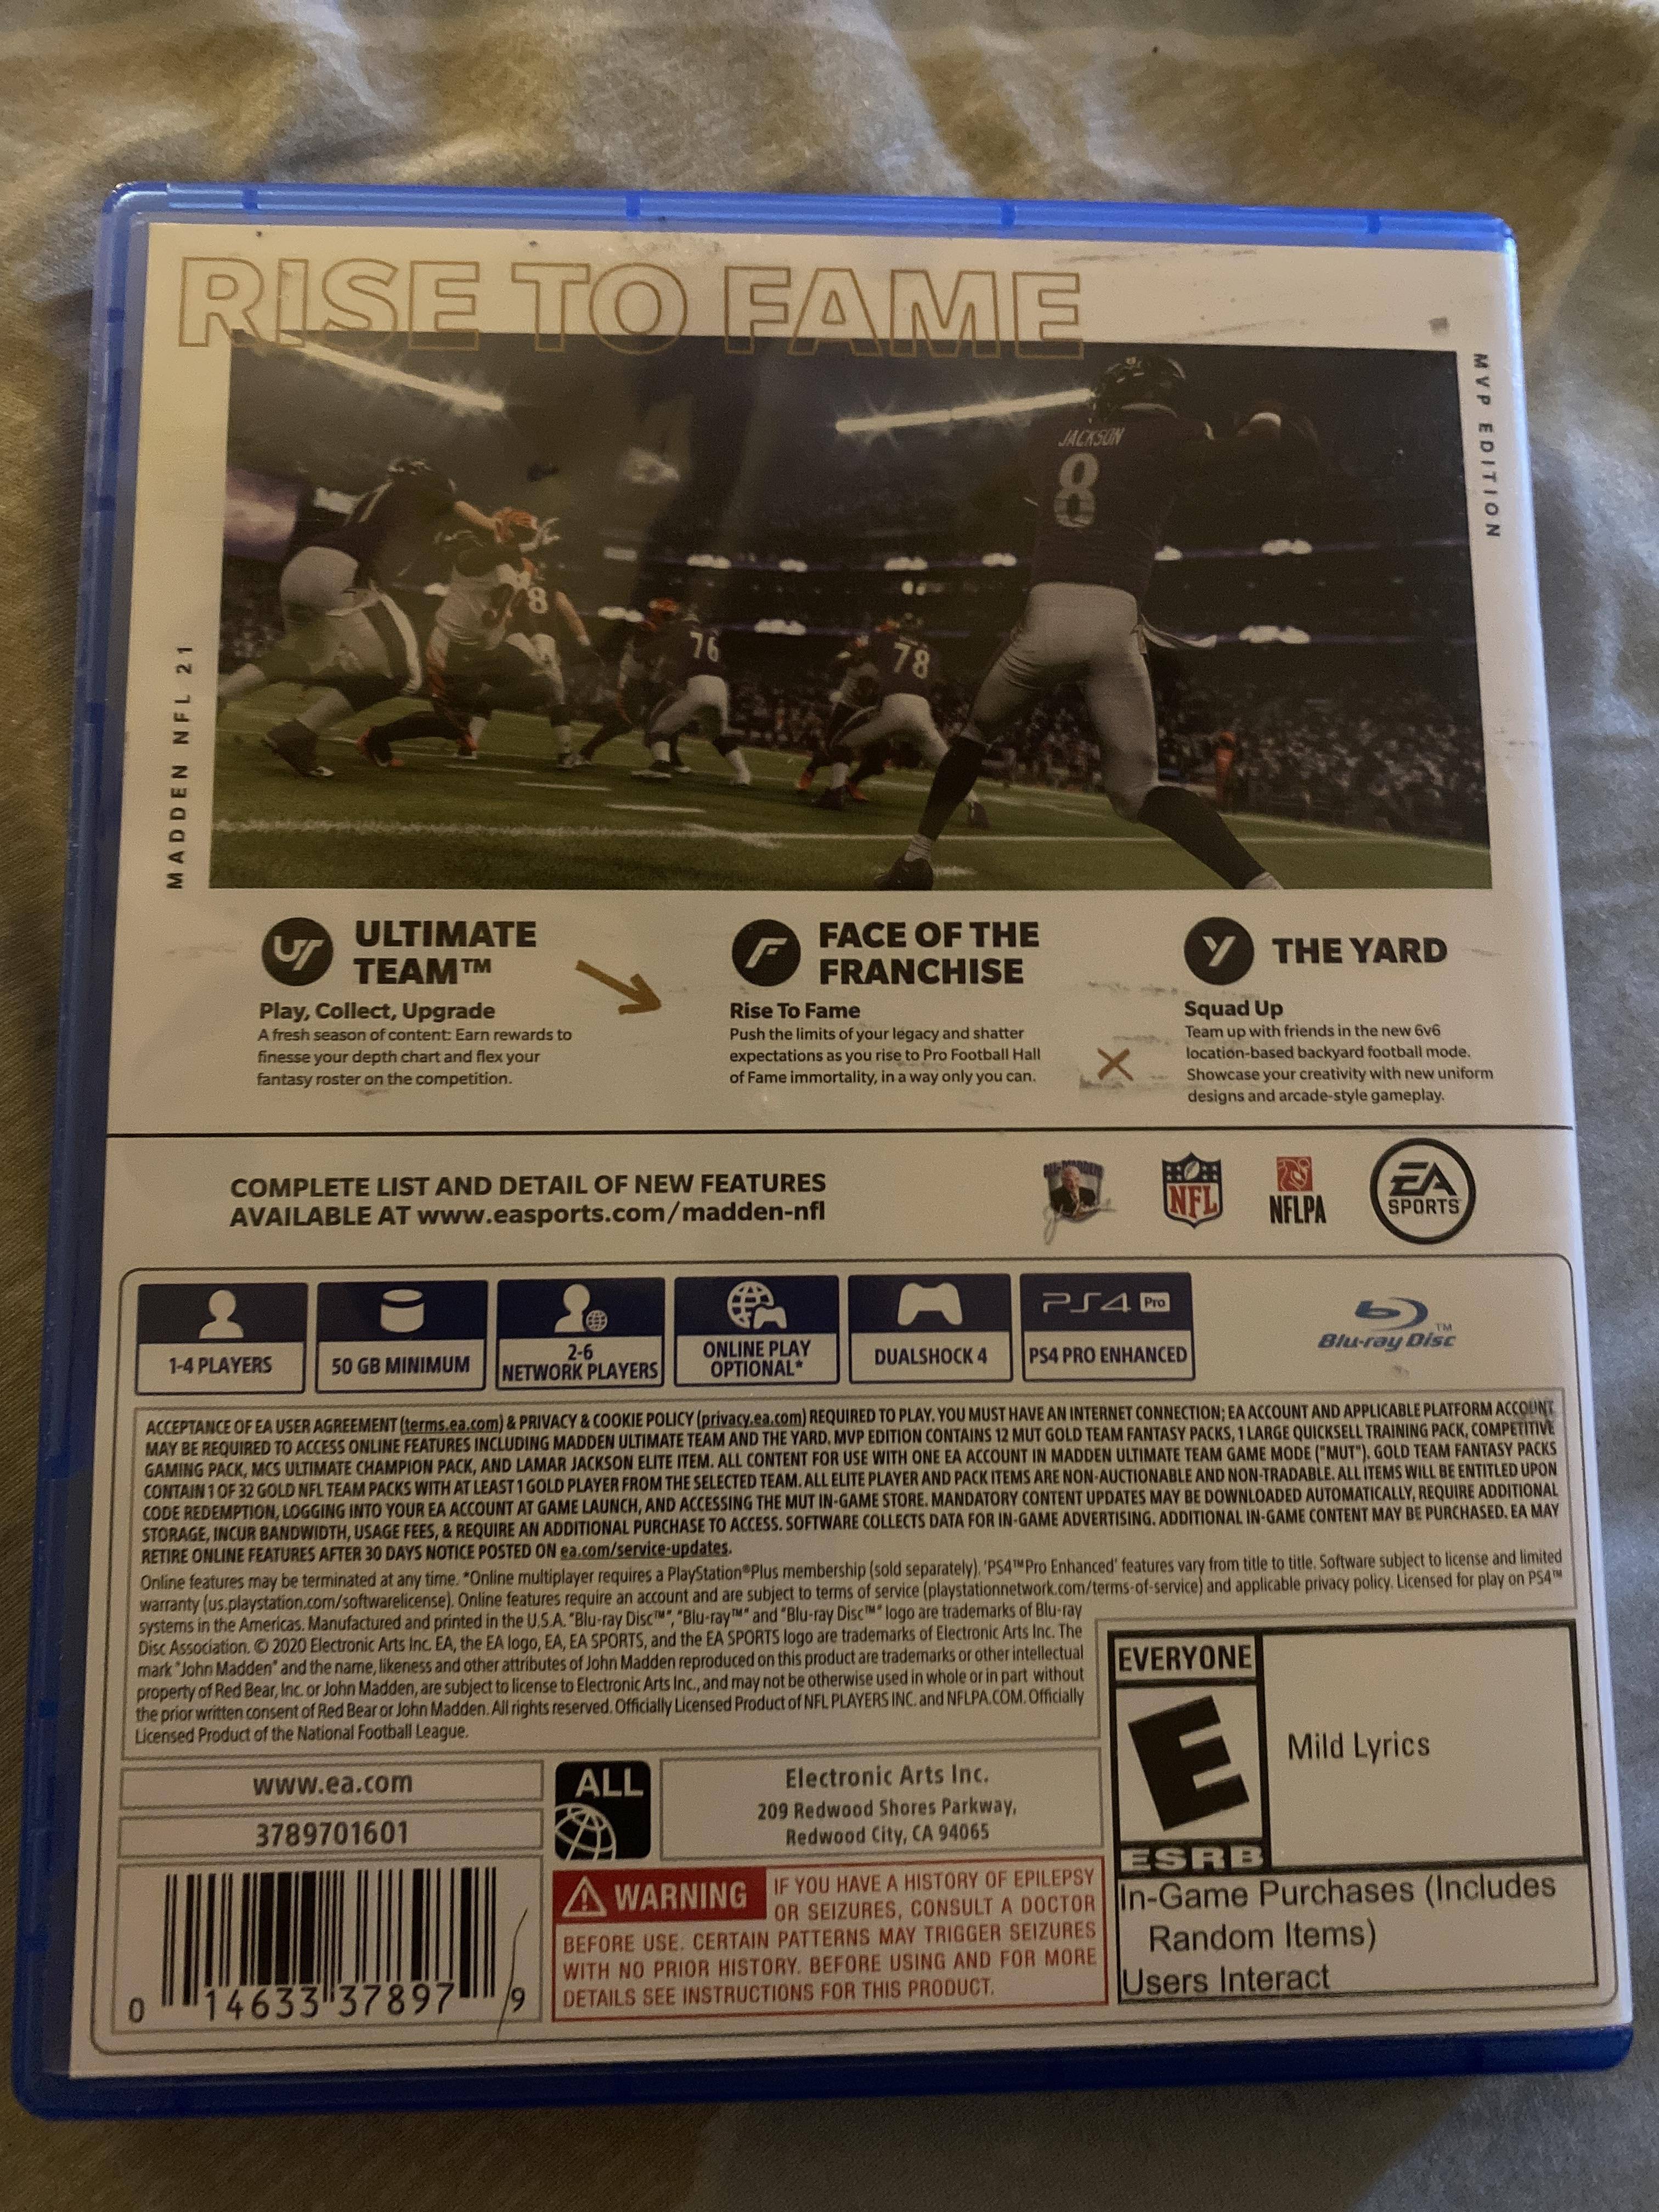 RISE TO FAME
MVP EDITION
MADDEN NFL 21
JACKSON
8
8
76
78
UT
ULTIMATE
TEAM™
Play, Collect, Upgrade
A fresh season of content: Earn rewards to
finesse your depth chart and flex your
fantasy roster on the competition.
F
FACE OF THE
FRANCHISE
Rise To Fame
Push the limits of your legacy and shatter
expectations as you rise to Pro Football Hall
of Fame immortality, in a way only you can.
Y
THE YARD
Squad Up
Team up with friends in the new 6v6
location-based backyard football mode.
Showcase your creativity with new uniform
designs and arcade-style gameplay.
COMPLETE LIST AND DETAIL OF NEW FEATURES
AVAILABLE AT www.easports.com/madden-nfl
NFL
NFLPA
EA
SPORTS
1-4 PLAYERS
50 GB MINIMUM
2-6
NETWORK PLAYERS
ONLINE PLAY
OPTIONAL*
DUALSHOCK 4
PS4 Pro
PS4 PRO ENHANCED
Blu-ray Disc™
ACCEPTANCE OF EA USER AGREEMENT (terms.ea.com) & PRIVACY & COOKIE POLICY (privacy.ea.com) REQUIRED TO PLAY. YOU MUST HAVE AN INTERNET CONNECTION; EA ACCOUNT AND APPLICABLE PLATFORM ACCOUNT
MAY BE REQUIRED TO ACCESS ONLINE FEATURES INCLUDING MADDEN ULTIMATE TEAM AND THE YARD. MVP EDITION CONTAINS 12 MUT GOLD TEAM FANTASY PACKS, 1 LARGE QUICKSELL TRAINING PACK, COMPETITIVE
GAMING PACK, MCS ULTIMATE CHAMPION PACK, AND LAMAR JACKSON ELITE ITEM. ALL CONTENT FOR USE WITH ONE EA ACCOUNT IN MADDEN ULTIMATE TEAM GAME MODE ("MUT"). GOLD TEAM FANTASY PACKS
CONTAIN 1 OF 32 GOLD NFL TEAM PACKS WITH AT LEAST 1 GOLD PLAYER FROM THE SELECTED TEAM. ALL ELITE PLAYER AND PACK ITEMS ARE NON-AUCTIONABLE AND NON-TRADABLE. ALL ITEMS WILL BE ENTITLED UPON
CODE REDEMPTION, LOGGING INTO YOUR EA ACCOUNT AT GAME LAUNCH, AND ACCESSING THE MUT IN-GAME STORE. MANDATORY CONTENT UPDATES MAY BE DOWNLOADED AUTOMATICALLY, REQUIRE ADDITIONAL
STORAGE, INCUR BANDWIDTH, USAGE FEES, & REQUIRE AN ADDITIONAL PURCHASE TO ACCESS. SOFTWARE COLLECTS DATA FOR IN-GAME ADVERTISING. ADDITIONAL IN-GAME CONTENT MAY BE PURCHASED. EA MAY
RETIRE ONLINE FEATURES AFTER 30 DAYS NOTICE POSTED ON ea.com/service-updates.
Online features may be terminated at any time. *Online multiplayer requires a PlayStation®Plus membership (sold separately). 'PS4™Pro Enhanced' features vary from title to title. Software subject to license and limited
warranty (us.playstation.com/softwarelicense). Online features require an account and are subject to terms of service (playstationnetwork.com/terms-of-service) and applicable privacy policy. Licensed for play on PS4™
systems in the Americas. Manufactured and printed in the U.S.A. "Blu-ray Disc™", "Blu-ray™" and "Blu-ray Disc™" logo are trademarks of Blu-ray
Disc Association. © 2020 Electronic Arts Inc. EA, the EA logo, EA, EA SPORTS, and the EA SPORTS logo are trademarks of Electronic Arts Inc. The
mark "John Madden" and the name, likeness and other attributes of John Madden reproduced on this product are trademarks or other intellectual
property of Red Bear, Inc. or John Madden, are subject to license to Electronic Arts Inc., and may not be otherwise used in whole or in part without
the prior written consent of Red Bear or John Madden. All rights reserved. Officially Licensed Product of NFL PLAYERS INC. and NFLPA.COM. Officially
Licensed Product of the National Football League.
EVERYONE
E
ESRB
Mild Lyrics
In-Game Purchases (Includes
Random Items)
Users Interact
www.ea.com
3789701601
ALL
Electronic Arts Inc.
209 Redwood Shores Parkway,
Redwood City, CA 94065
WARNING IF YOU HAVE A HISTORY OF EPILEPSY
OR SEIZURES, CONSULT A DOCTOR
BEFORE USE. CERTAIN PATTERNS MAY TRIGGER SEIZURES
WITH NO PRIOR HISTORY. BEFORE USING AND FOR MORE
DETAILS SEE INSTRUCTIONS FOR THIS PRODUCT.
0 14633 37897 9